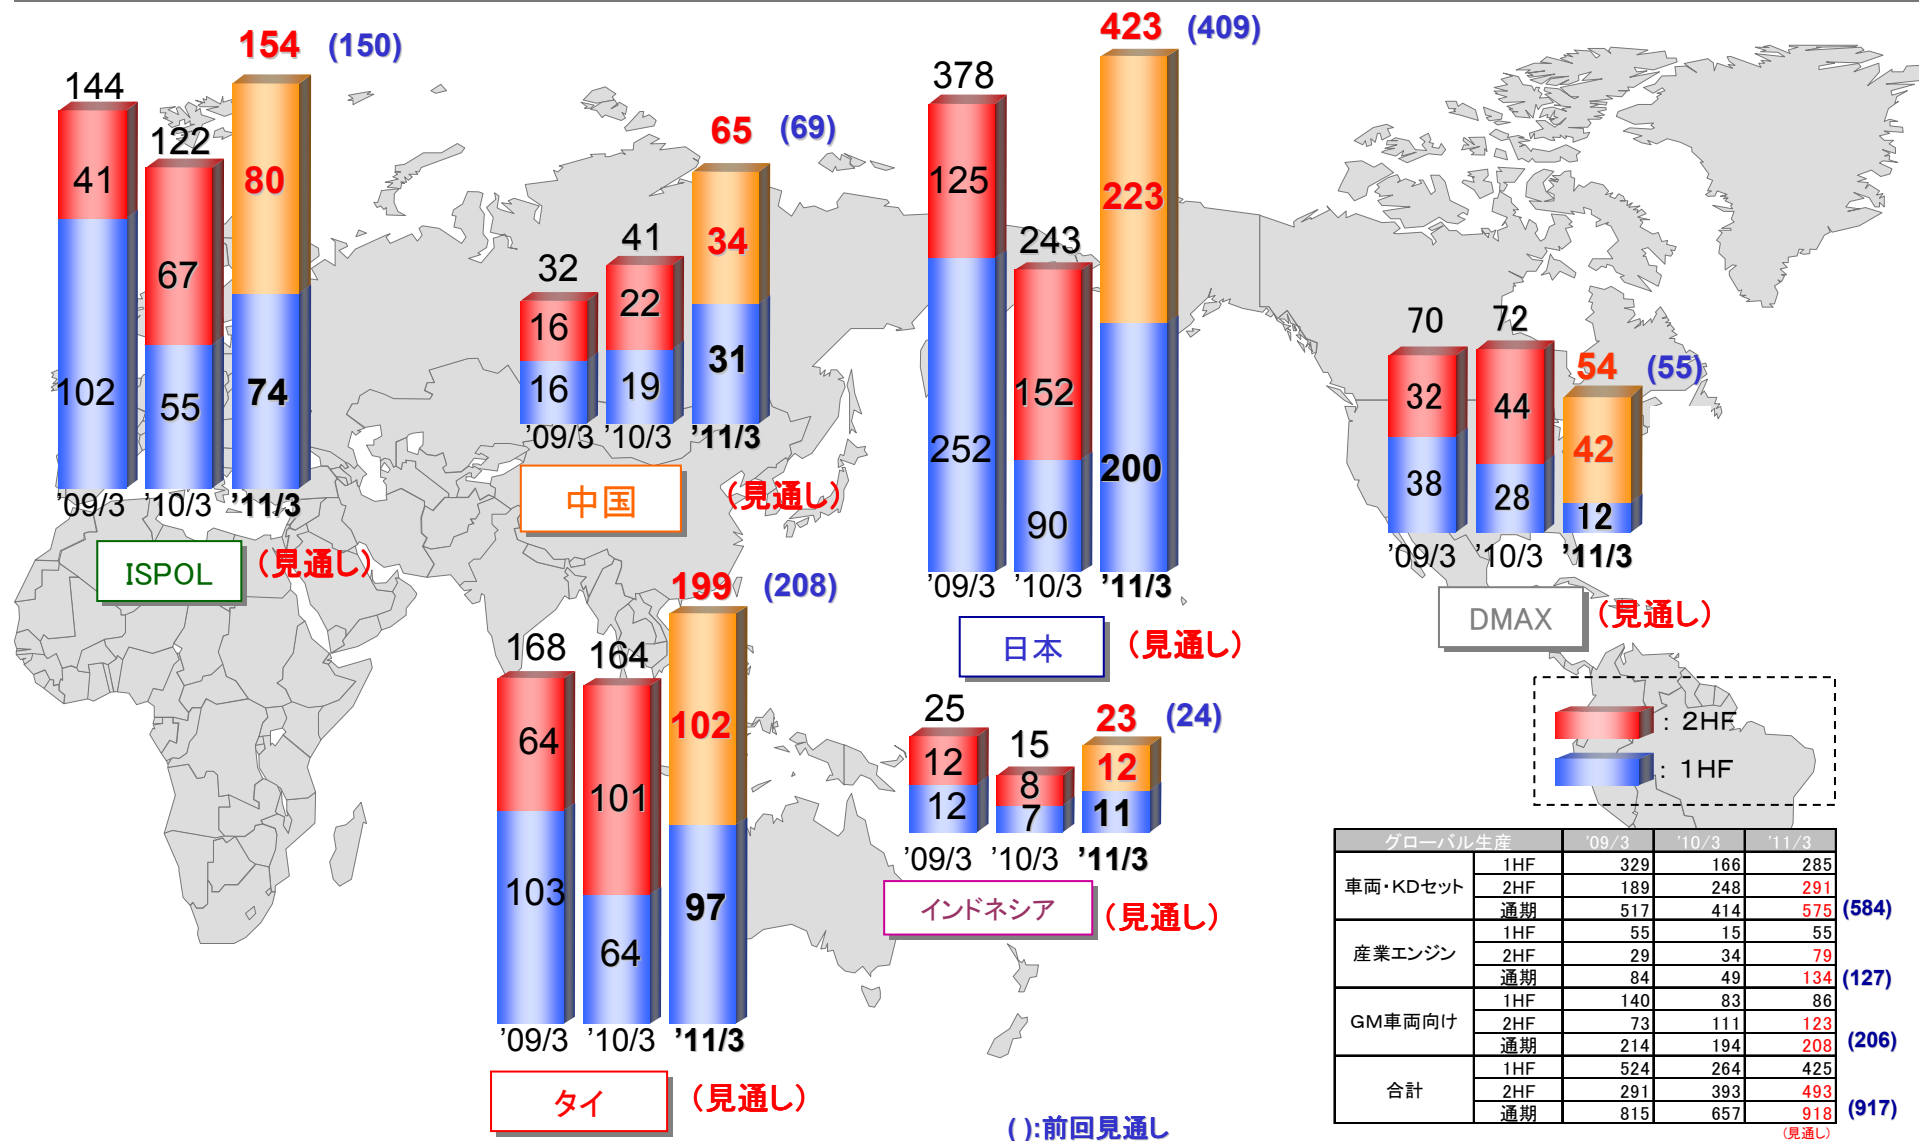 154 (150)
144
122
41
67
80
102
55
74
'09/3 '10/3 '11/3
ISPOL
(見通し)
65 (69)
41
32
16
22
34
16
19
31
'09/3 '10/3 '11/3
中国
(見通し)
423 (409)
378
243
125
152
223
252
90
200
'09/3 '10/3 '11/3
日本
(見通し)
70
72
54 (55)
32
44
42
38
28
12
'09/3 '10/3 '11/3
DMAX
(見通し)
199 (208)
168
164
64
101
102
103
64
97
'09/3 '10/3 '11/3
タイ
(見通し)
25
15
23 (24)
12
8
12
12
7
11
'09/3 '10/3 '11/3
インドネシア
(見通し)
: 2HF
: 1HF
グローバル生産 '09/3 '10/3 '11/3
車両・KDセット 1HF 329 166 285
2HF 189 248 291
通期 517 414 575 (584)
産業エンジン 1HF 55 15 55
2HF 29 34 79
通期 84 49 134 (127)
GM車両向け 1HF 140 83 86
2HF 73 111 123
通期 214 194 208 (206)
合計 1HF 524 264 425
2HF 291 393 493
通期 815 657 918 (917)
(見通し)
( ):前回見通し